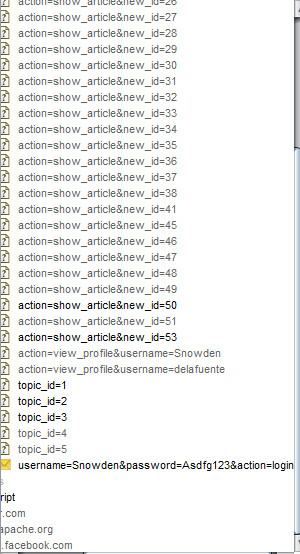 action=show_article&new_id=26
action=show_article&new_id=27
action=show_article&new_id=28
action=show_article&new_id=29
action=show_article&new_id=30
action=show_article&new_id=31
action=show_article&new_id=32
action=show_article&new_id=33
action=show_article&new_id=34
action=show_article&new_id=35
action=show_article&new_id=36
action=show_article&new_id=37
action=show_article&new_id=38
action=show_article&new_id=41
action=show_article&new_id=45
action=show_article&new_id=46
action=show_article&new_id=47
action=show_article&new_id=48
action=show_article&new_id=49
action=show_article&new_id=50
action=show_article&new_id=51
action=show_article&new_id=53
action=view_profile&username=Snowden
action=view_profile&username=delafuente
topic_id=1
topic_id=2
topic_id=3
topic_id=4
topic_id=5
username=Snowden&password=Asdfg123&action=login
s
ript
r.com
apache.org
.facebook.com